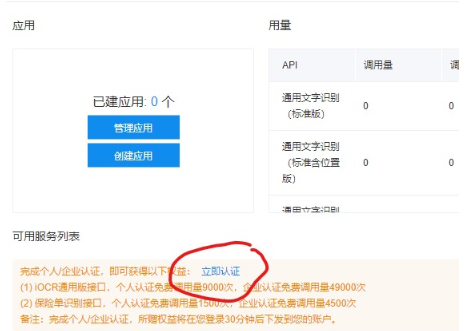 应用
用量
已建应用: 0 个
管理应用
创建应用
API 调用量 调
通用文字识别（标准版） 0 0
通用文字识别（标准含位置版） 0 0
通用文字识别
可用服务列表
完成个人/企业认证，即可获得以下权益： 立即认证
(1) iOCR通用版接口，个人认证免费调用量9000次，企业认证免费调用量49000次
(2) 保险单识别接口，个人认证免费调用量1500次，企业认证免费调用量4500次
备注：完成个人/企业认证，所赠权益将在您登录30分钟后下发到您的账户。